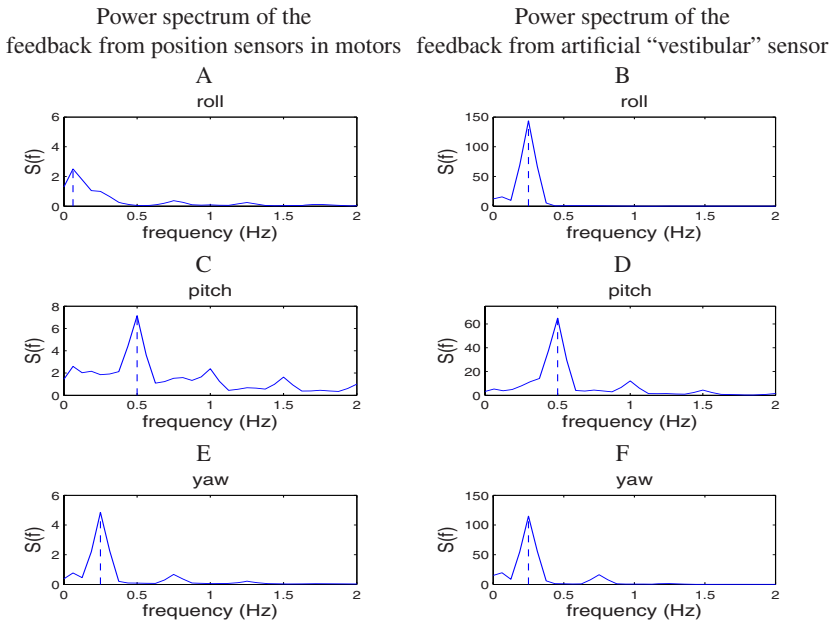 Power spectrum of the
feedback from position sensors in motors
Power spectrum of the
feedback from artificial “vestibular” sensor
A
roll
6
4
2
0
S(f)
0 0.5 1 1.5 2
frequency (Hz)
B
roll
150
100
50
0
S(f)
0 0.5 1 1.5 2
frequency (Hz)
C
pitch
8
6
4
2
0
S(f)
0 0.5 1 1.5 2
frequency (Hz)
D
pitch
60
40
20
0
S(f)
0 0.5 1 1.5 2
frequency (Hz)
E
yaw
6
4
2
0
S(f)
0 0.5 1 1.5 2
frequency (Hz)
F
yaw
150
100
50
0
S(f)
0 0.5 1 1.5 2
frequency (Hz)